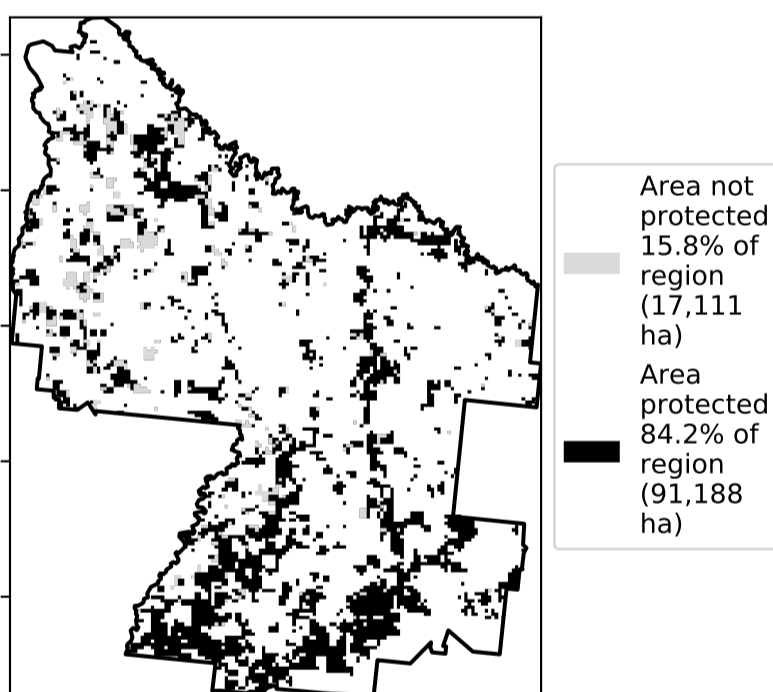 Area not
protected
15.8% of
region
(17,111
ha)
Area
protected
84.2% of
region
(91,188
ha)